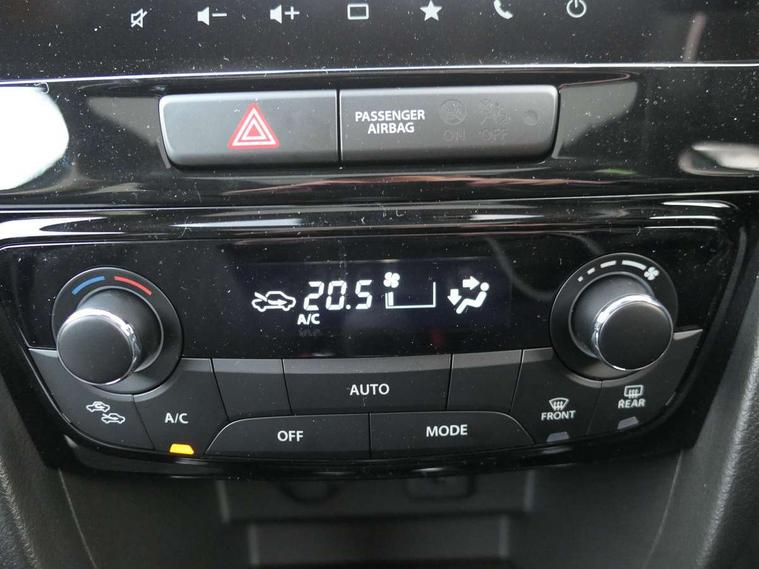 PASSENGER
AIRBAG
ON OFF
20.5
A/C
AUTO
A/C
OFF
MODE
FRONT
REAR